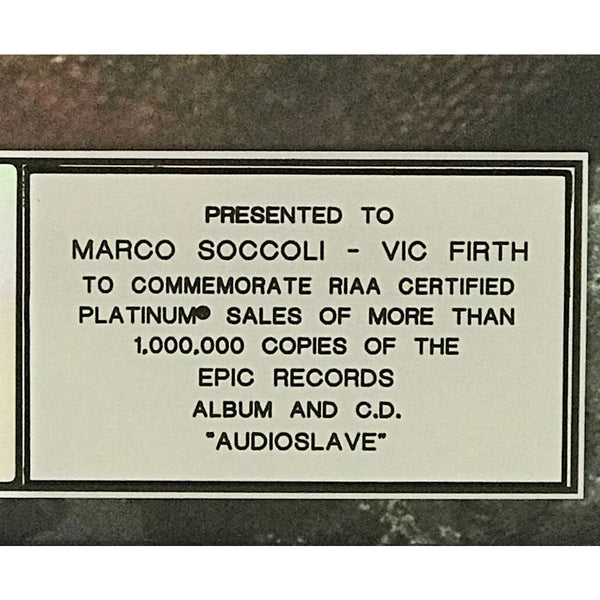 PRESENTED TO
MARCO SOCCOLI - VIC FIRTH
TO COMMEMORATE RIAA CERTIFIED
PLATINUM® SALES OF MORE THAN
1,000,000 COPIES OF THE
EPIC RECORDS
ALBUM AND C.D.
"AUDIOSLAVE"